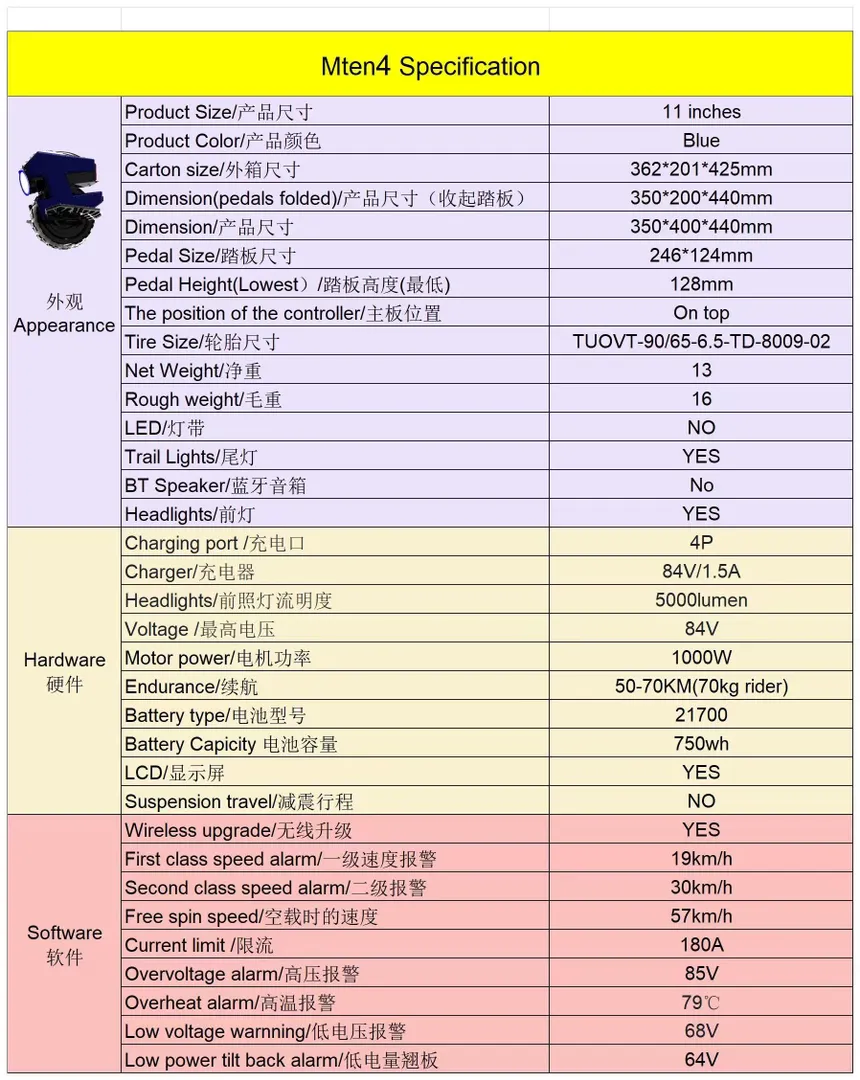 Mten4 Specification
外观
Appearance
Product Size/产品尺寸 11 inches
Product Color/产品颜色 Blue
Carton size/外箱尺寸 362*201*425mm
Dimension(pedals folded)/产品尺寸（收起踏板） 350*200*440mm
Dimension/产品尺寸 350*400*440mm
Pedal Size/踏板尺寸 246*124mm
Pedal Height(Lowest）/踏板高度(最低) 128mm
The position of the controller/主板位置 On top
Tire Size/轮胎尺寸 TUOVT-90/65-6.5-TD-8009-02
Net Weight/净重 13
Rough weight/毛重 16
LED/灯带 NO
Trail Lights/尾灯 YES
BT Speaker/蓝牙音箱 No
Headlights/前灯 YES
Hardware
硬件
Charging port /充电口 4P
Charger/充电器 84V/1.5A
Headlights/前照灯流明度 5000lumen
Voltage /最高电压 84V
Motor power/电机功率 1000W
Endurance/续航 50-70KM(70kg rider)
Battery type/电池型号 21700
Battery Capicity 电池容量 750wh
LCD/显示屏 YES
Suspension travel/减震行程 NO
Software
软件
Wireless upgrade/无线升级 YES
First class speed alarm/一级速度报警 19km/h
Second class speed alarm/二级报警 30km/h
Free spin speed/空载时的速度 57km/h
Current limit /限流 180A
Overvoltage alarm/高压报警 85V
Overheat alarm/高温报警 79℃
Low voltage warnning/低电压报警 68V
Low power tilt back alarm/低电量翘板 64V